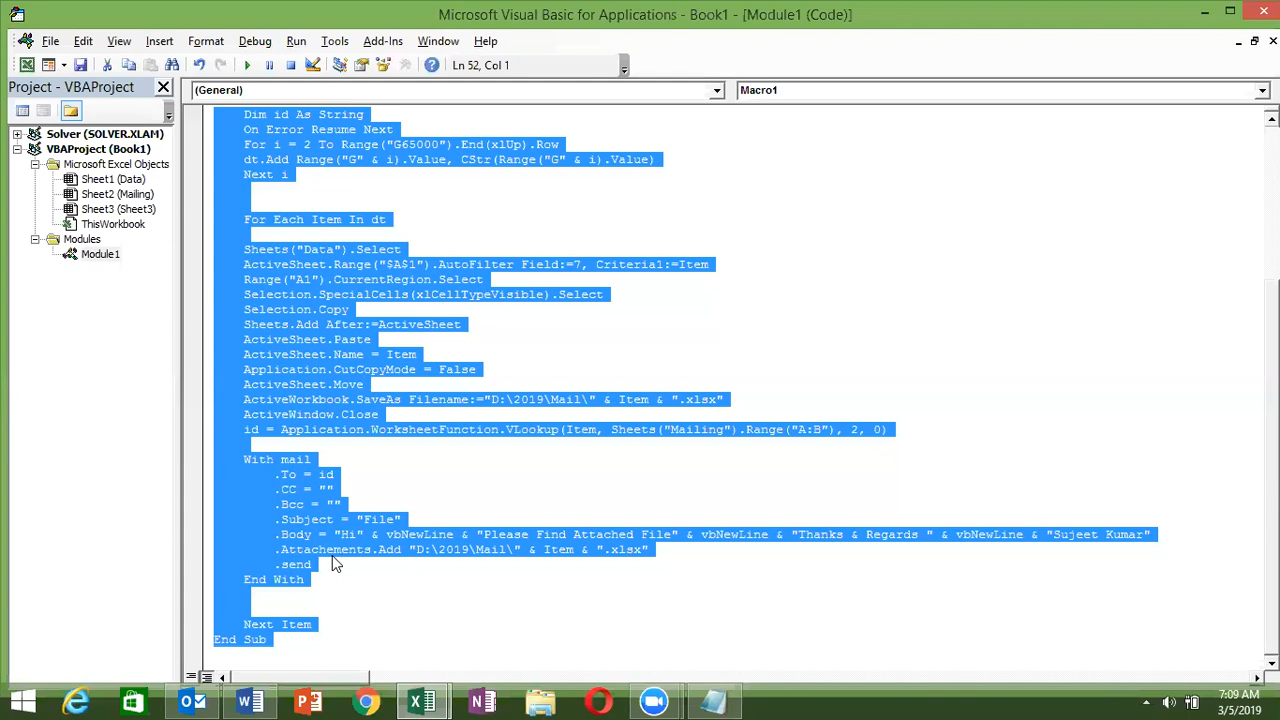 Microsoft Visual Basic for Applications - Book1 - [Module1 (Code)]
File Edit View Insert Format Debug Run Tools Add-Ins Window Help
Ln 52, Col 1
Project - VBAProject
(General)
Macro1
Solver (SOLVER.XLAM)
VBAProject (Book1)
Microsoft Excel Objects
Sheet1 (Data)
Sheet2 (Mailing)
Sheet3 (Sheet3)
ThisWorkbook
Modules
Module1
Dim id As String
On Error Resume Next
For i = 2 To Range("G65000").End(xlUp).Row
dt.Add Range("G" & i).Value, CStr(Range("G" & i).Value)
Next i
For Each Item In dt
Sheets("Data").Select
ActiveSheet.Range("$A$1").AutoFilter Field:=7, Criteria1:=Item
Range("A1").CurrentRegion.Select
Selection.SpecialCells(xlCellTypeVisible).Select
Selection.Copy
Sheets.Add After:=ActiveSheet
ActiveSheet.Paste
ActiveSheet.Name = Item
Application.CutCopyMode = False
ActiveSheet.Move
ActiveWorkbook.SaveAs Filename:="D:\2019\Mail\" & Item & ".xlsx"
ActiveWindow.Close
id = Application.WorksheetFunction.VLookup(Item, Sheets("Mailing").Range("A:B"), 2, 0)
With mail
.To = id
.CC = ""
.Bcc = ""
.Subject = "File"
.Body = "Hi" & vbNewLine & "Please Find Attached File" & vbNewLine & "Thanks & Regards " & vbNewLine & "Sujeet Kumar"
.Attachements.Add "D:\2019\Mail\" & Item & ".xlsx"
.send
End With
Next Item
End Sub
7:09 AM
3/5/2019